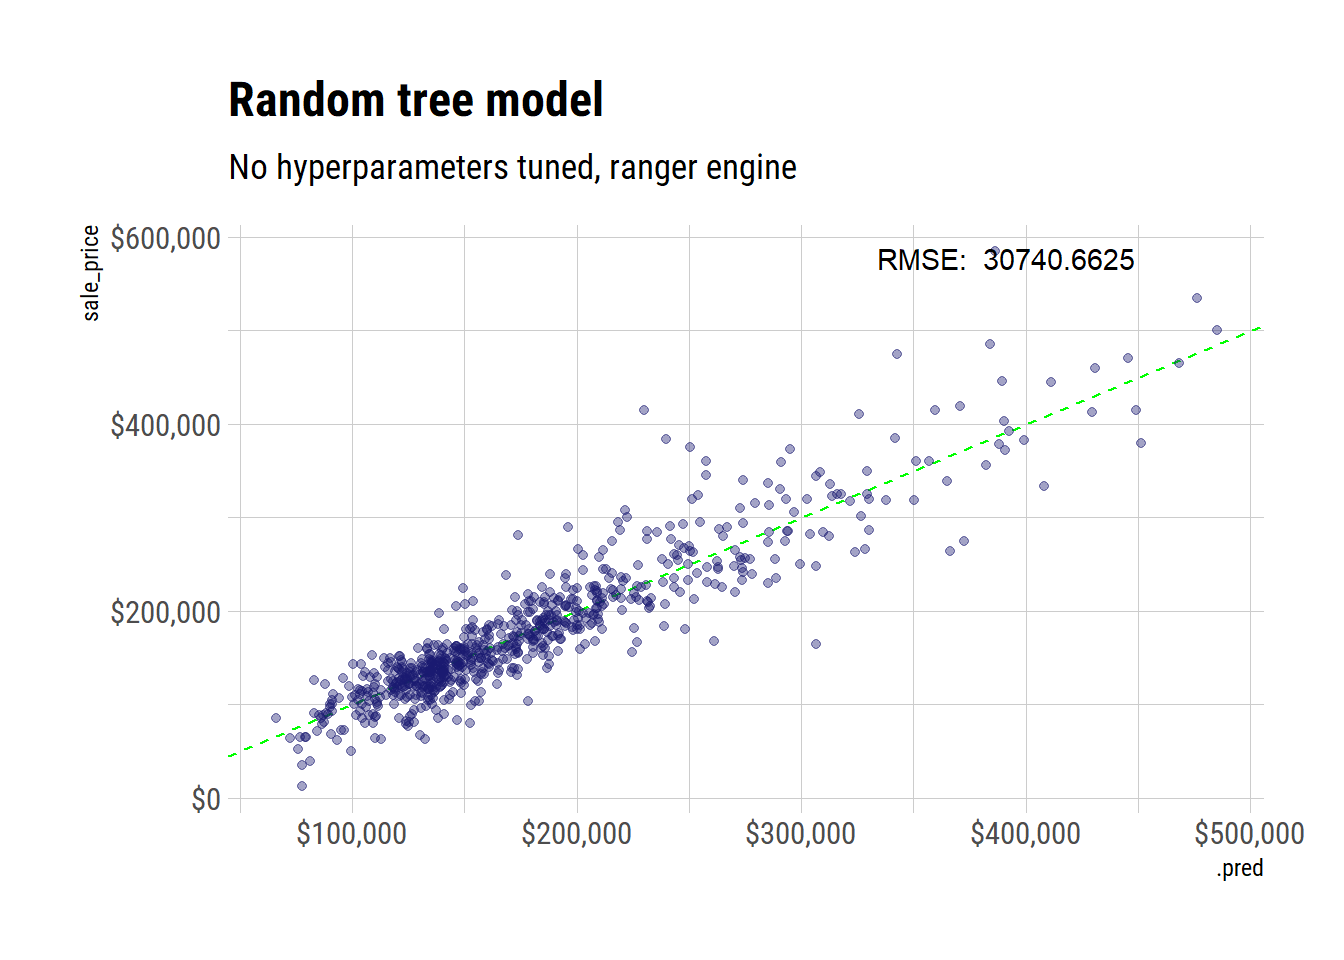 Random tree model
No hyperparameters tuned, ranger engine
sale_price
$600,000
RMSE:  30740.6625
$400,000
$200,000
$0
$100,000
$200,000
$300,000
$400,000
$500,000
.pred